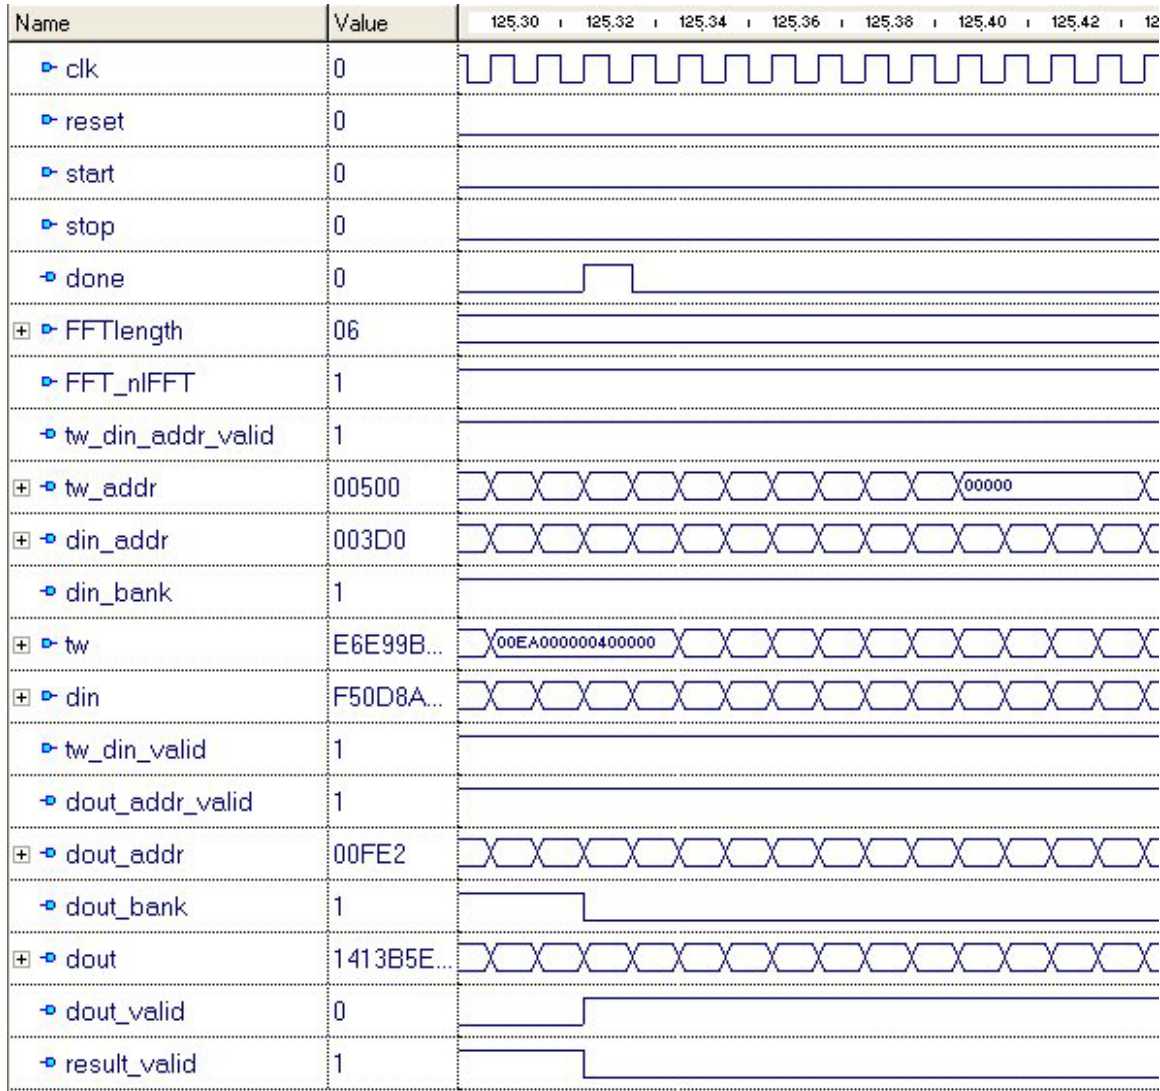 Name Value 125.30 125.32 125.34 125.36 125.38 125.40 125.42 12
clk 0
reset 0
start 0
stop 0
done 0
FFTlength 06
FFT_nIFFT 1
tw_din_addr_valid 1
tw_addr 00500 00000
din_addr 003D0
din_bank 1
tw E6E99B... 00EA000000400000
din F50D8A...
tw_din_valid 1
dout_addr_valid 1
dout_addr 00FE2
dout_bank 1
dout 1413B5E...
dout_valid 0
result_valid 1